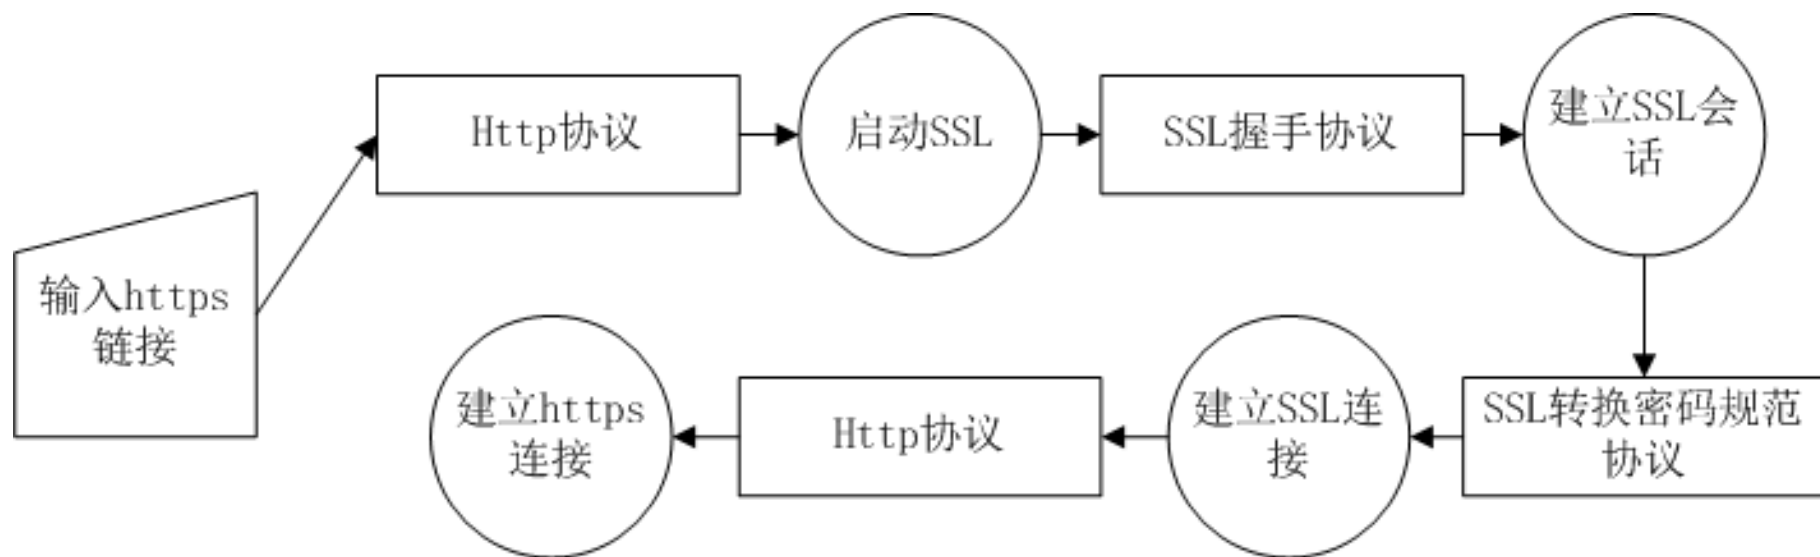 输入https
链接
Http协议
启动SSL
SSL握手协议
建立SSL会
话
SSL转换密码规范
协议
建立SSL连
接
Http协议
建立https
连接